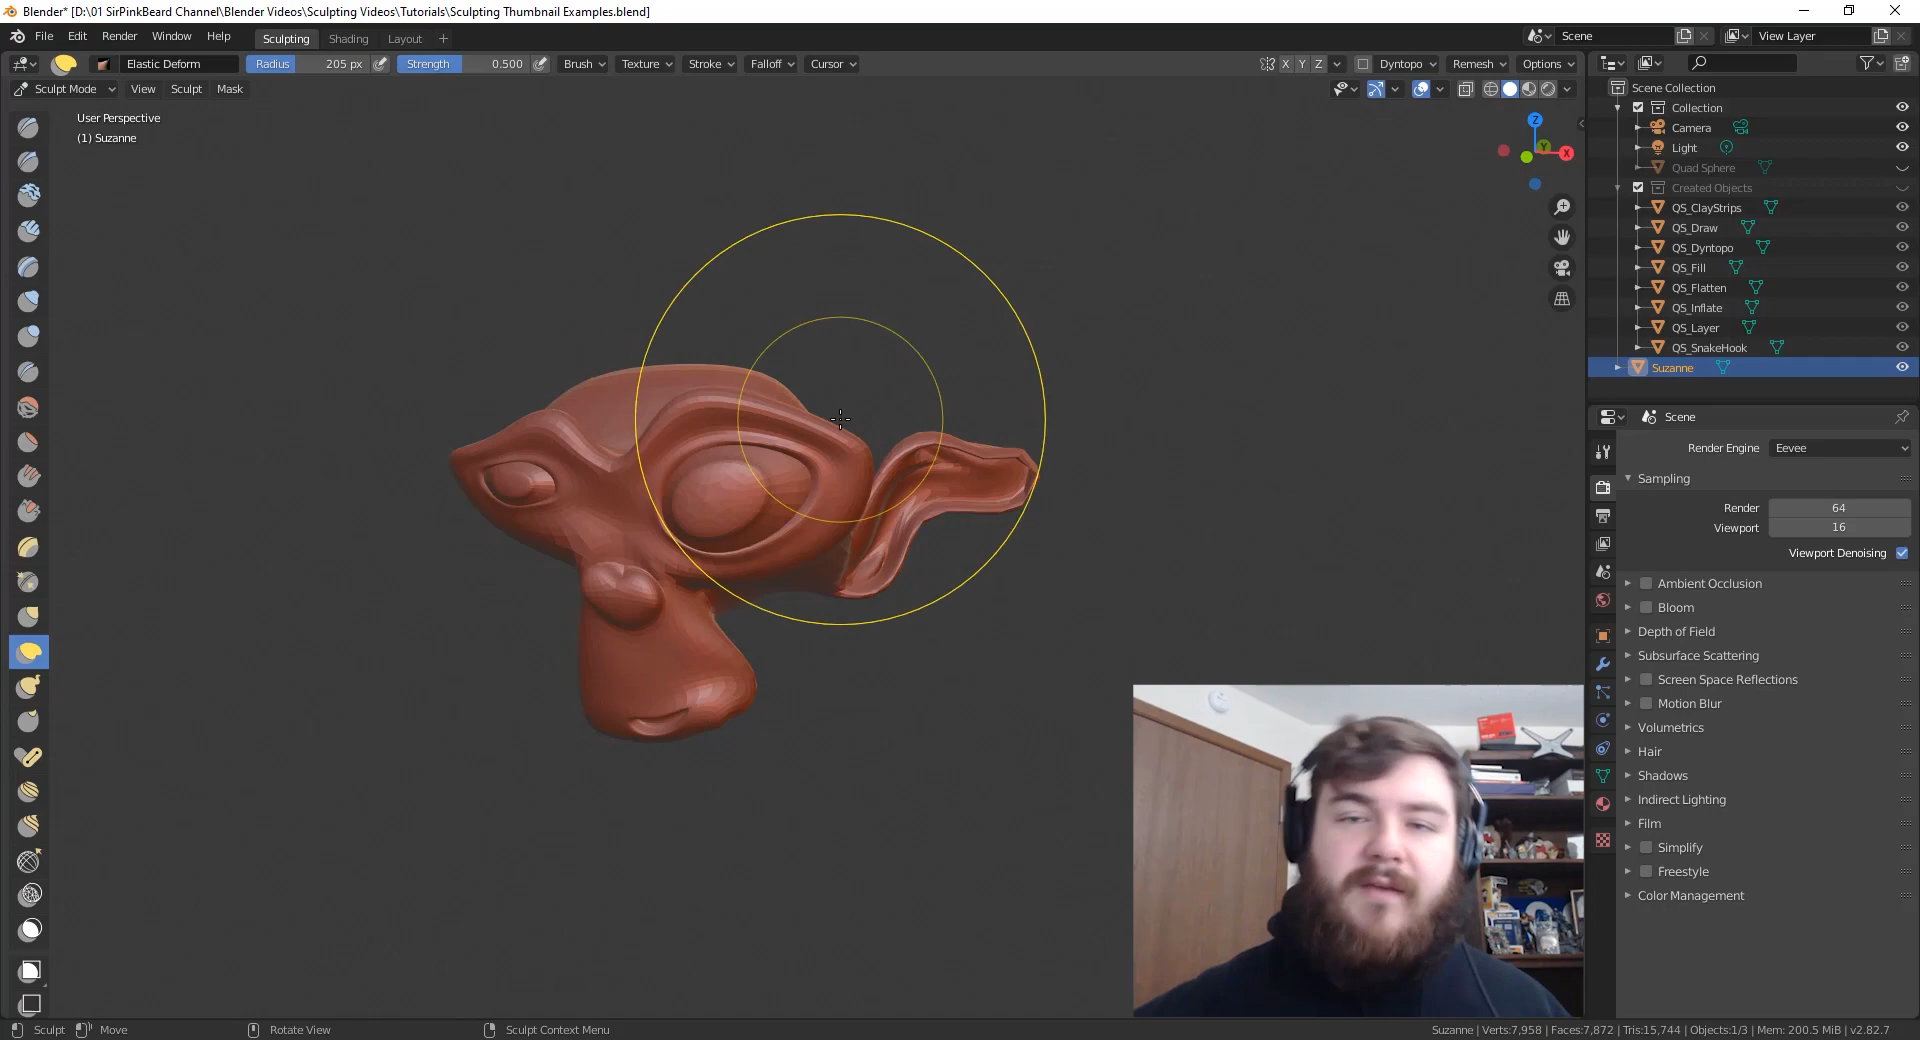 Blender* [D:\01 SirPinkBeard Channel\Blender Videos\Sculpting Videos\Tutorials\Sculpting Thumbnail Examples.blend]
File Edit Render Window Help Sculpting Shading Layout + Scene View Layer
Elastic Deform Radius 205 px Strength 0.500 Brush Texture Stroke Falloff Cursor X Y Z Dyntopo Remesh Options
Sculpt Mode View Sculpt Mask
User Perspective
(1) Suzanne
Z
Y
X
Scene Collection
Collection
Camera
Light
Quad Sphere
Created Objects
QS_ClayStrips
QS_Draw
QS_Dyntopo
QS_Fill
QS_Flatten
QS_Inflate
QS_Layer
QS_SnakeHook
Suzanne
Scene
Render Engine Eevee
Sampling
Render 64
Viewport 16
Viewport Denoising
Ambient Occlusion
Bloom
Depth of Field
Subsurface Scattering
Screen Space Reflections
Motion Blur
Volumetrics
Hair
Shadows
Indirect Lighting
Film
Simplify
Freestyle
Color Management
Sculpt Move Rotate View Sculpt Context Menu Suzanne | Verts:7,958 | Faces:7,872 | Tris:15,744 | Objects:1/3 | Mem: 200.5 MiB | v2.82.7